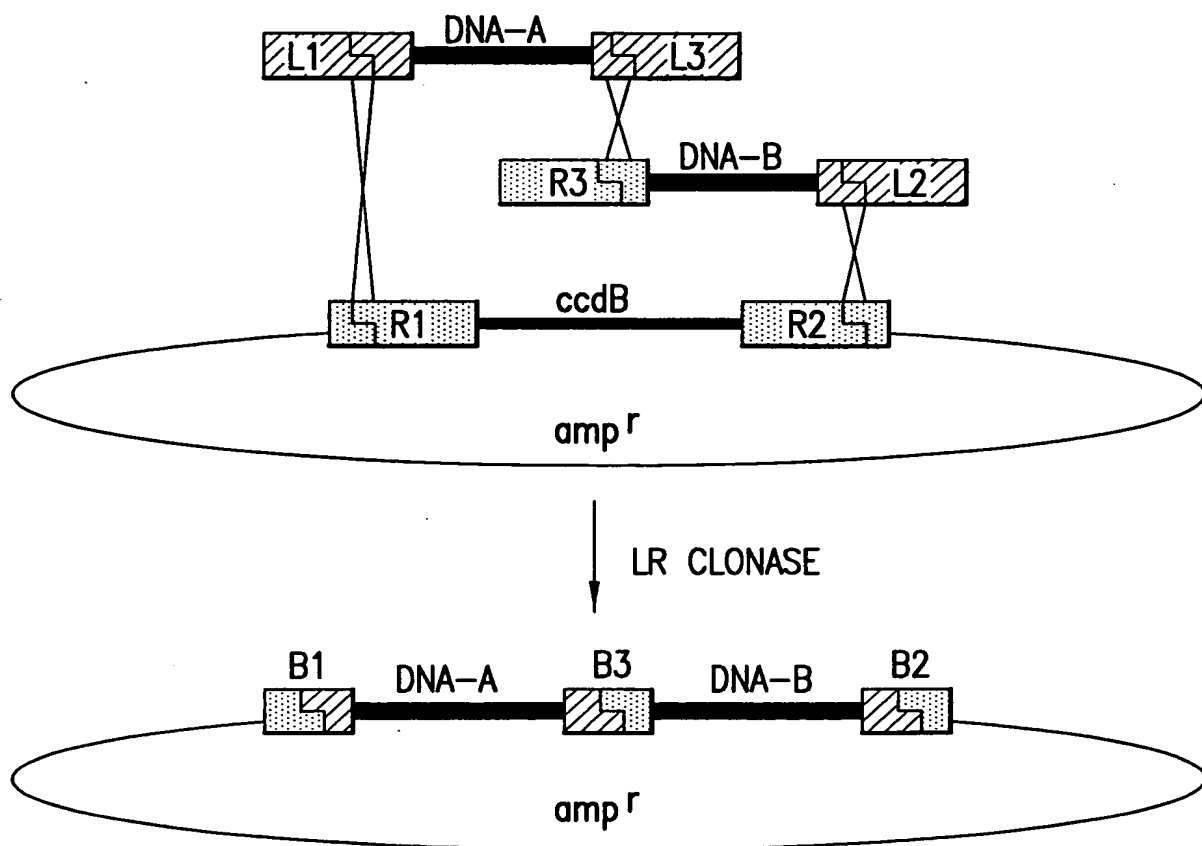 DNA-A
L1 L3
DNA-B
R3 L2
ccdB
R1 R2
amp r
LR CLONASE
B1 B3 B2
DNA-A DNA-B
amp r